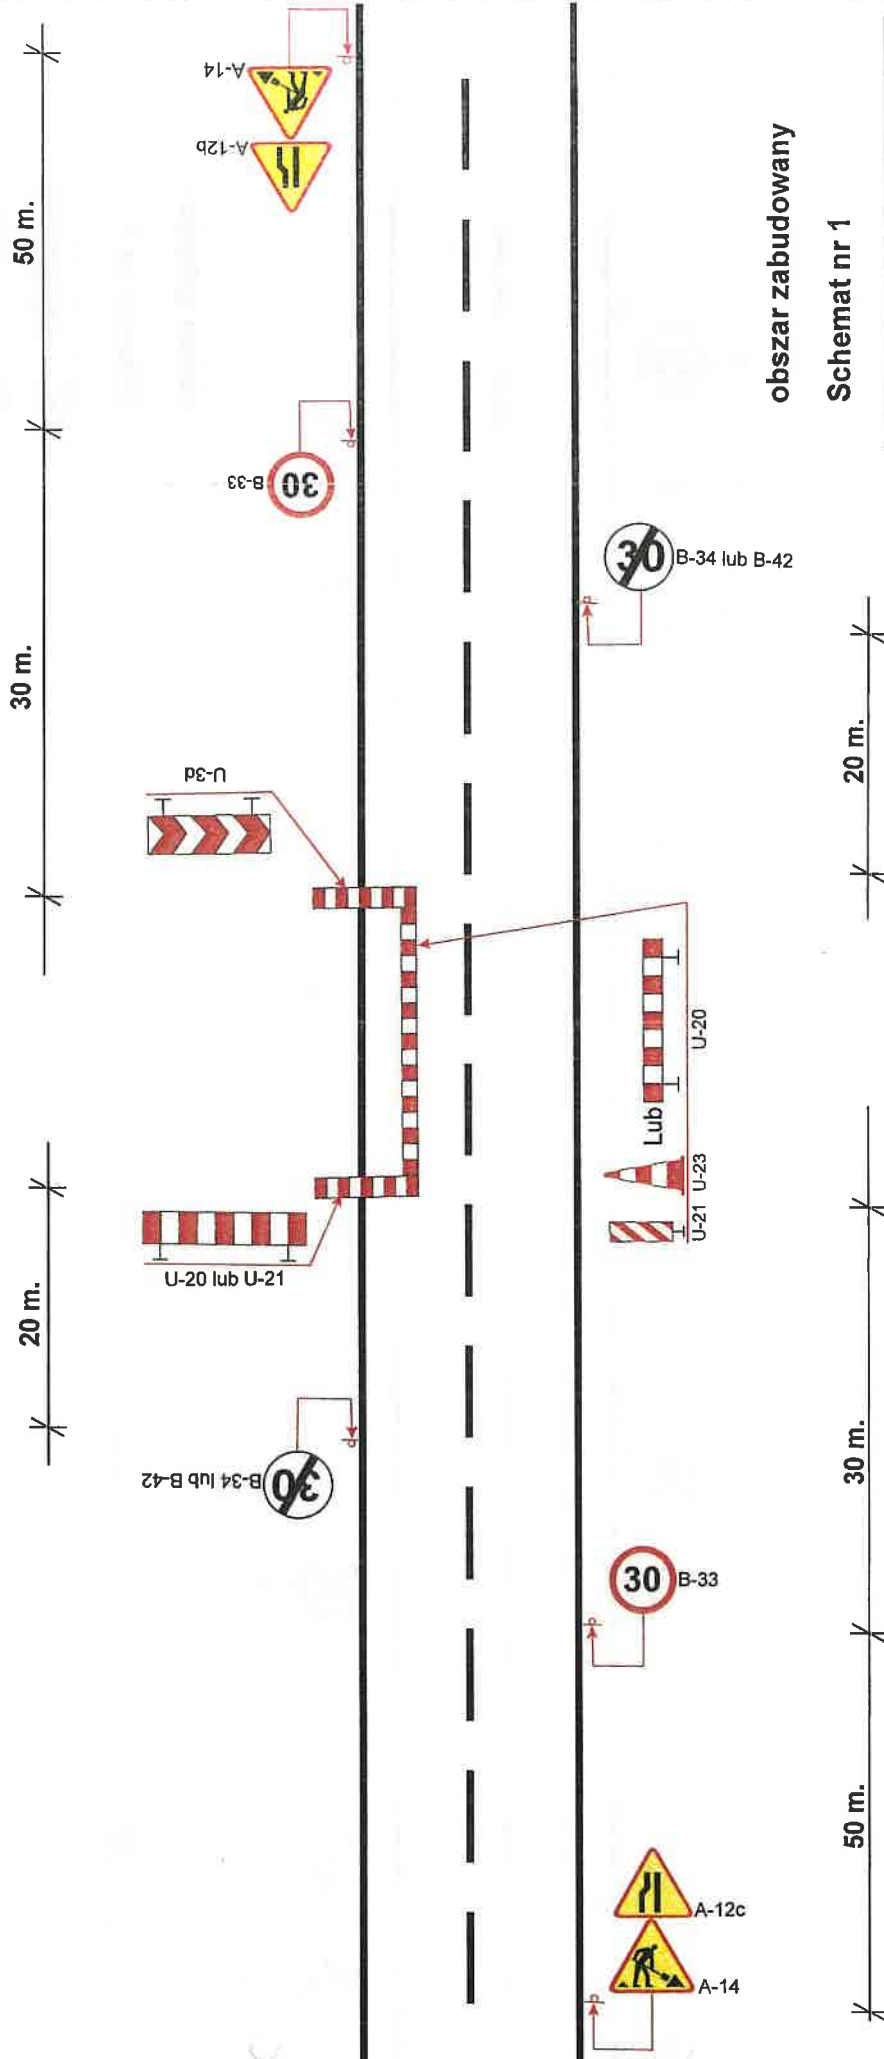 50 m.
30 m.
20 m.
A-14
A-12b
B-33
30
U-3d
U-20 lub U-21
B-34 lub B-42
30
30
B-34 lub B-42
Lub
U-20
U-23
U-21
30
B-33
A-12c
A-14
20 m.
30 m.
50 m.
obszar zabudowany
Schemat nr 1